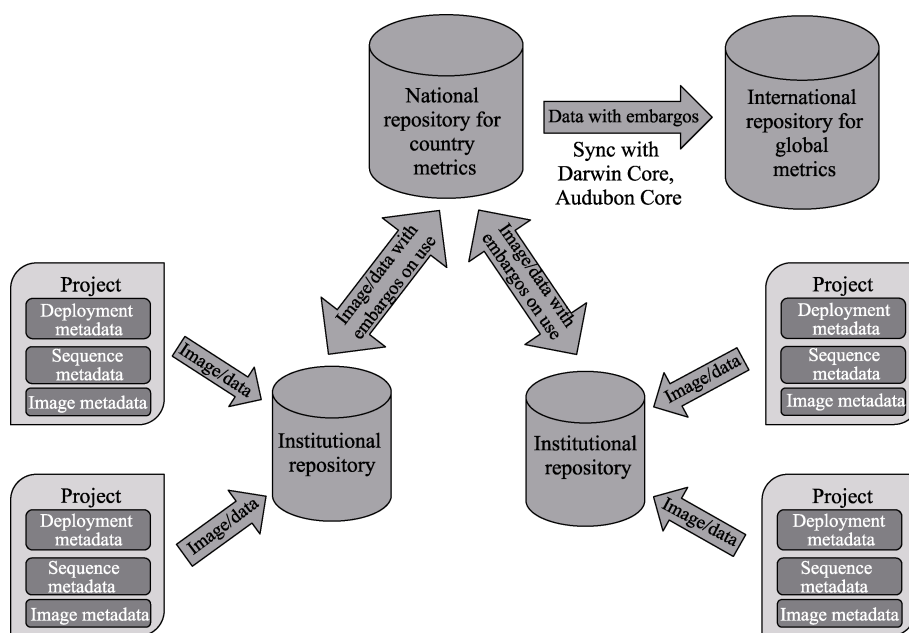 National
repository for
country
metrics
Data with embargos
Sync with
Darwin Core,
Audubon Core
International
repository for
global
metrics
Image/data with
embargos on use
Image/data with
embargos on use
Project
Deployment
metadata
Sequence
metadata
Image metadata
Image/data
Institutional
repository
Project
Deployment
metadata
Sequence
metadata
Image metadata
Image/data
Institutional
repository
Image/data
Project
Deployment
metadata
Sequence
metadata
Image metadata
Image/data
Project
Deployment
metadata
Sequence
metadata
Image metadata